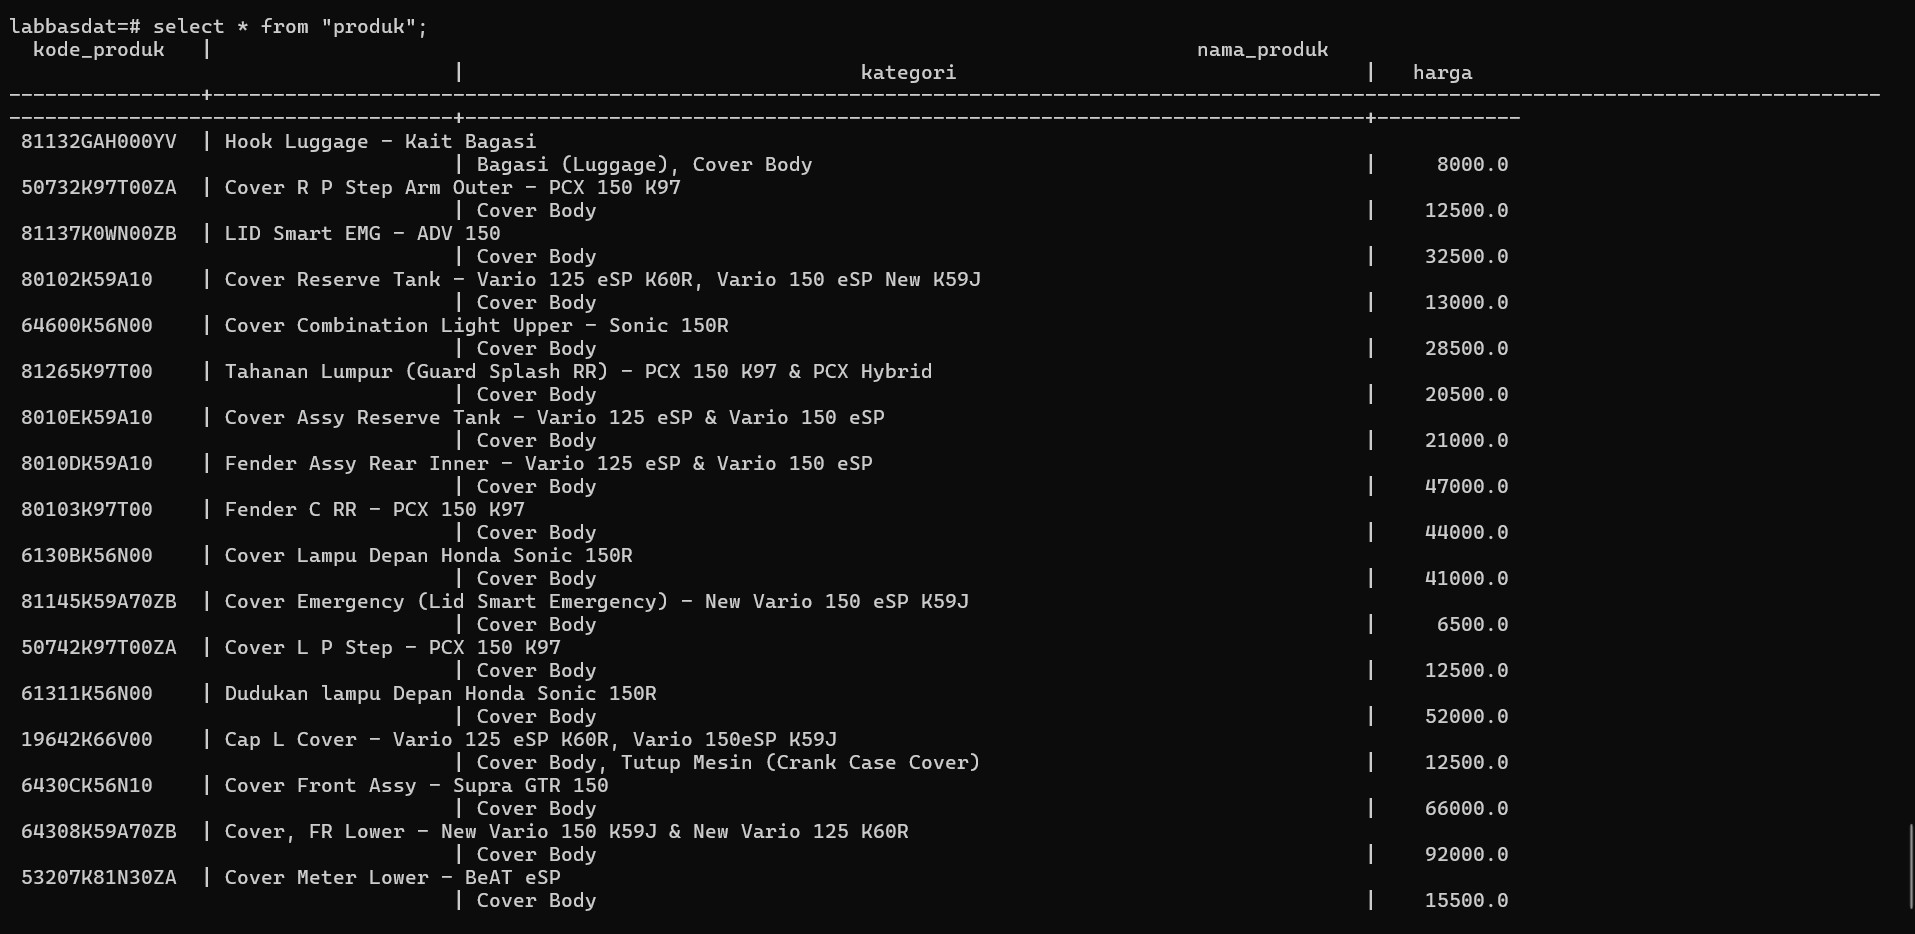 labbasdat=# select * from "produk";
kode_produk | nama_produk
| kategori | harga
----------------+--------------------------------------------------------------------------------------------------------------------------------------------
-------------------------------------+---------------------------------------------------------------------------+------------
81132GAH000YV | Hook Luggage - Kait Bagasi
| Bagasi (Luggage), Cover Body | 8000.0
50732K97T00ZA | Cover R P Step Arm Outer - PCX 150 K97
| Cover Body | 12500.0
81137K0WN00ZB | LID Smart EMG - ADV 150
| Cover Body | 32500.0
80102K59A10 | Cover Reserve Tank - Vario 125 eSP K60R, Vario 150 eSP New K59J
| Cover Body | 13000.0
64600K56N00 | Cover Combination Light Upper - Sonic 150R
| Cover Body | 28500.0
81265K97T00 | Tahanan Lumpur (Guard Splash RR) - PCX 150 K97 & PCX Hybrid
| Cover Body | 20500.0
8010EK59A10 | Cover Assy Reserve Tank - Vario 125 eSP & Vario 150 eSP
| Cover Body | 21000.0
8010DK59A10 | Fender Assy Rear Inner - Vario 125 eSP & Vario 150 eSP
| Cover Body | 47000.0
80103K97T00 | Fender C RR - PCX 150 K97
| Cover Body | 44000.0
6130BK56N00 | Cover Lampu Depan Honda Sonic 150R
| Cover Body | 41000.0
81145K59A70ZB | Cover Emergency (Lid Smart Emergency) - New Vario 150 eSP K59J
| Cover Body | 6500.0
50742K97T00ZA | Cover L P Step - PCX 150 K97
| Cover Body | 12500.0
61311K56N00 | Dudukan lampu Depan Honda Sonic 150R
| Cover Body | 52000.0
19642K66V00 | Cap L Cover - Vario 125 eSP K60R, Vario 150eSP K59J
| Cover Body, Tutup Mesin (Crank Case Cover) | 12500.0
6430CK56N10 | Cover Front Assy - Supra GTR 150
| Cover Body | 66000.0
64308K59A70ZB | Cover, FR Lower - New Vario 150 K59J & New Vario 125 K60R
| Cover Body | 92000.0
53207K81N30ZA | Cover Meter Lower - BeAT eSP
| Cover Body | 15500.0